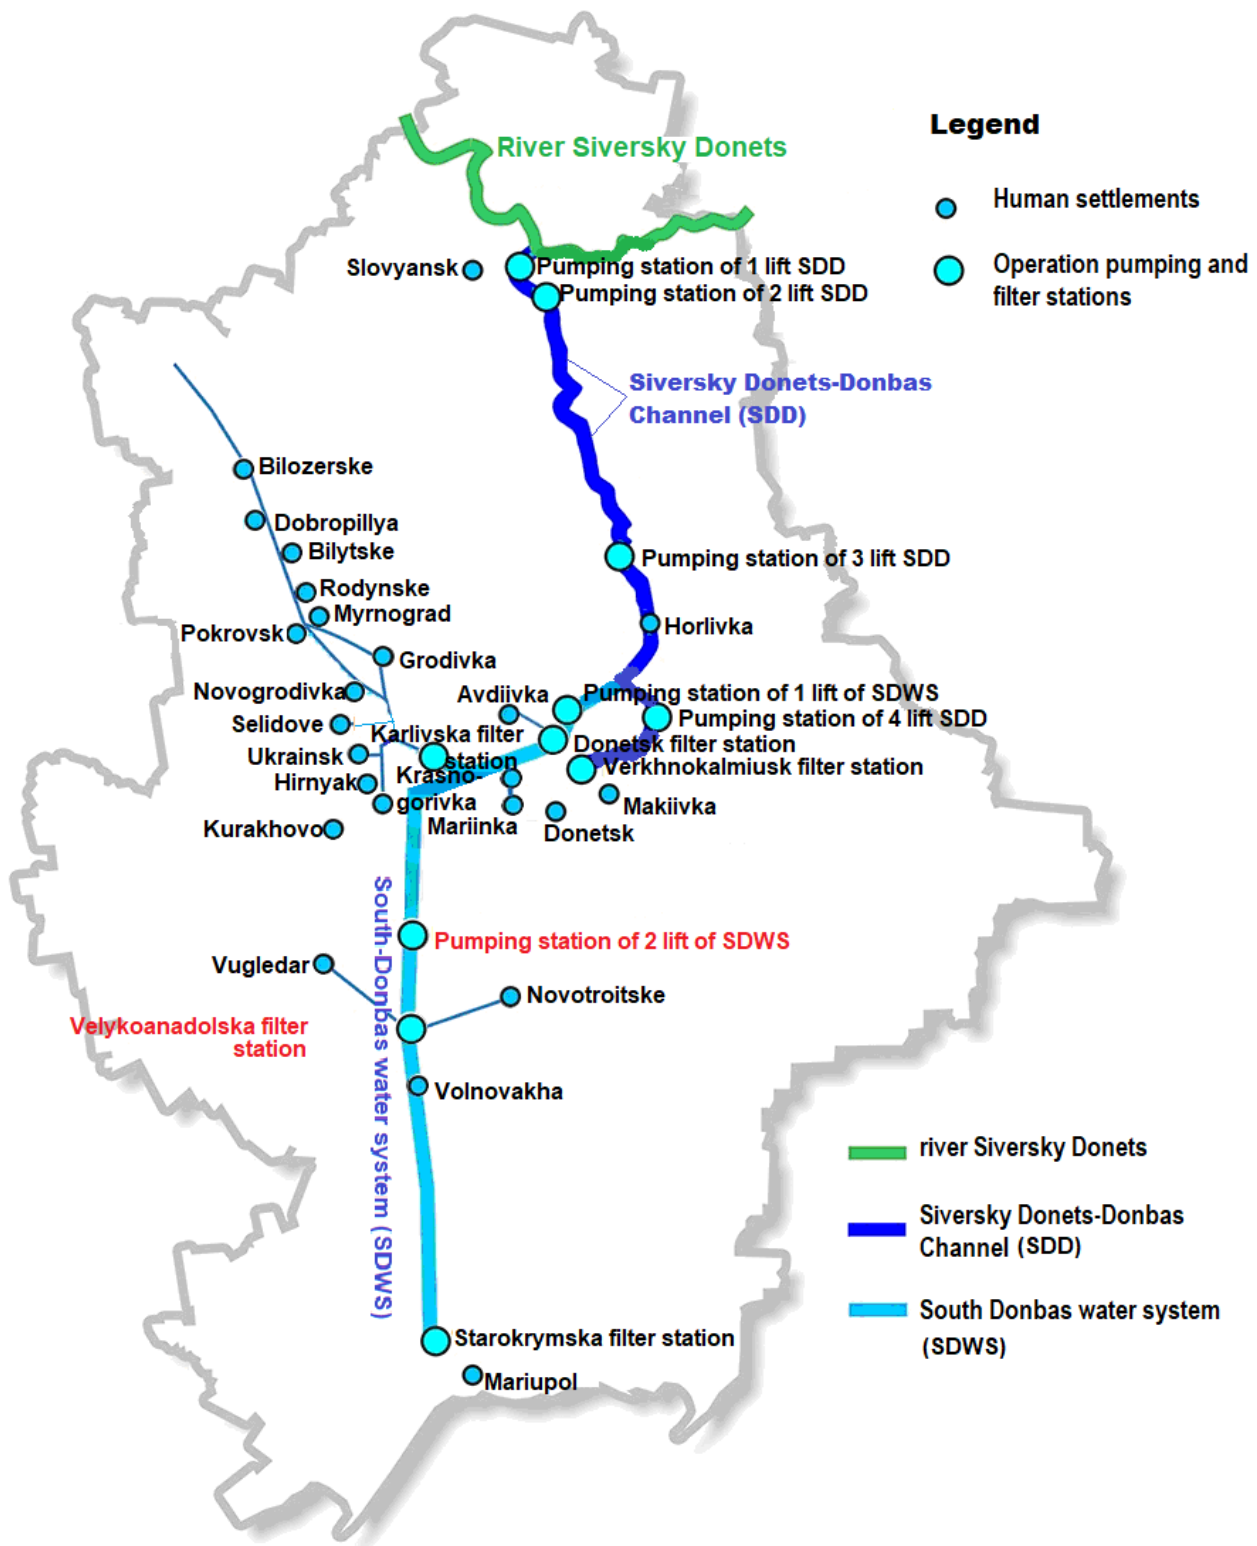 Legend
River Siversky Donets
Human settlements
Slovyansk
Pumping station of 1 lift SDD
Operation pumping and
filter stations
Pumping station of 2 lift SDD
Siversky Donets-Donbas
Channel (SDD)
Bilozerske
Dobropillya
Bilytske
Pumping station of 3 lift SDD
Rodynske
Myrnograd
Pokrovsk
Horlivka
Grodivka
Novogrodivka
Avdiivka
Pumping station of 1 lift of SDWS
Selidove
Pumping station of 4 lift SDD
Karlivska filter
station
Donetsk filter station
Ukrainsk
Verkhnokalmiusk filter station
Hirnyak
Krasno-
gorivka
Makiivka
Kurakhovo
Mariinka
Donetsk
South-Donbas water system (SDWS)
Pumping station of 2 lift of SDWS
Vugledar
Novotroitske
Velykoanadolska filter
station
Volnovakha
river Siversky Donets
Siversky Donets-Donbas
Channel (SDD)
South Donbas water system
(SDWS)
Starokrymska filter station
Mariupol